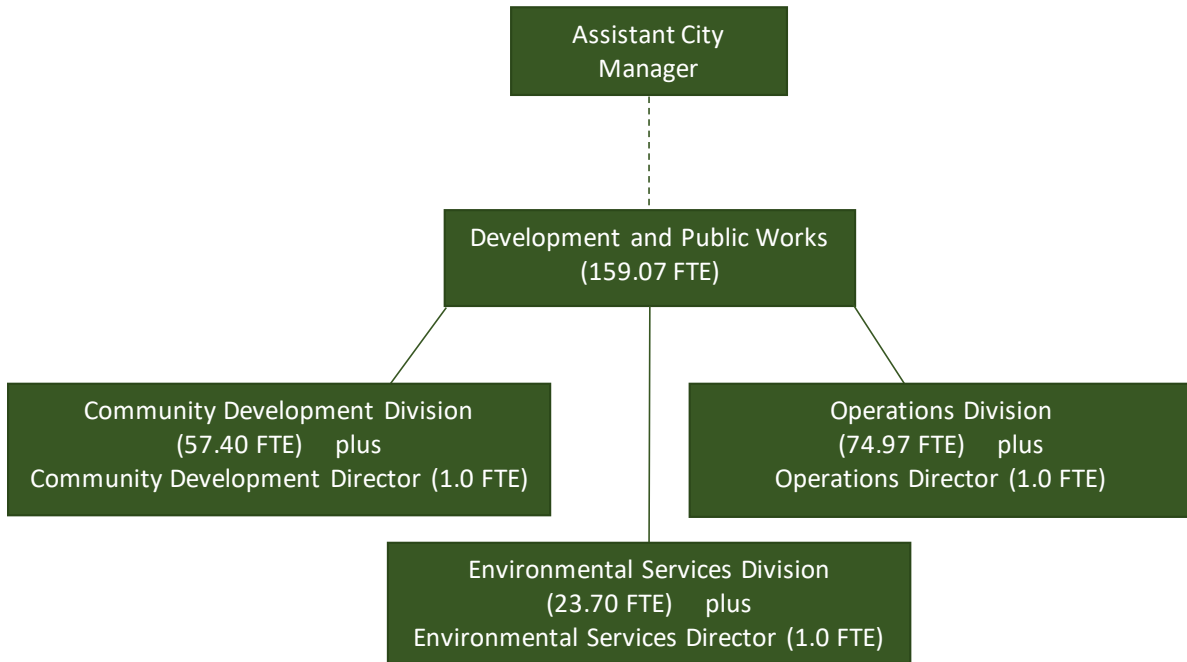 Assistant City
Manager
Development and Public Works
(159.07 FTE)
Community Development Division
(57.40 FTE) plus
Community Development Director (1.0 FTE)
Operations Division
(74.97 FTE) plus
Operations Director (1.0 FTE)
Environmental Services Division
(23.70 FTE) plus
Environmental Services Director (1.0 FTE)